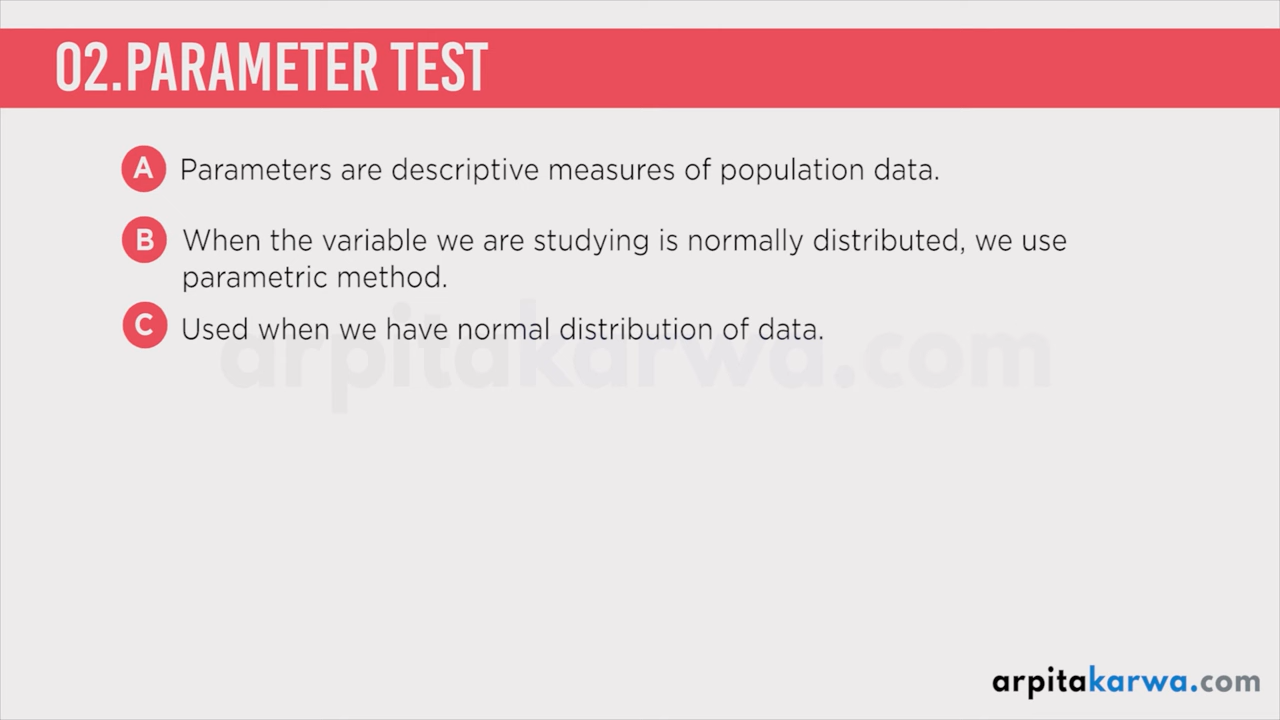 02.PARAMETER TEST
A Parameters are descriptive measures of population data.
B When the variable we are studying is normally distributed, we use
parametric method.
C Used when we have normal distribution of data.
arpitakarwa.com
arpitakarwa.com